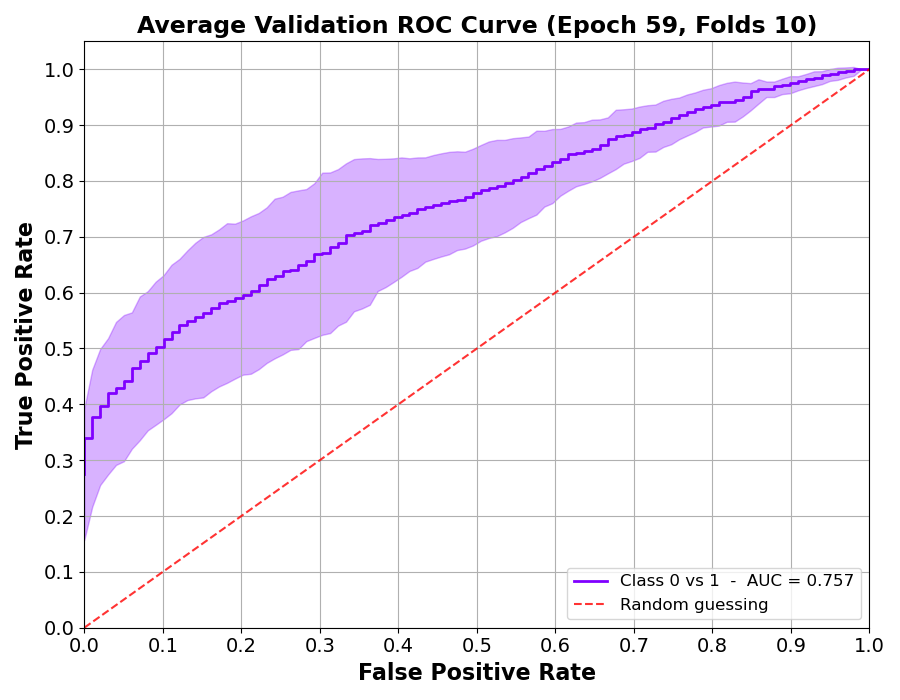 Average Validation ROC Curve (Epoch 59, Folds 10)
True Positive Rate
1.0
0.9
0.8
0.7
0.6
0.5
0.4
0.3
0.2
0.1
0.0
Class 0 vs 1 - AUC = 0.757
Random guessing
0.0 0.1 0.2 0.3 0.4 0.5 0.6 0.7 0.8 0.9 1.0
False Positive Rate